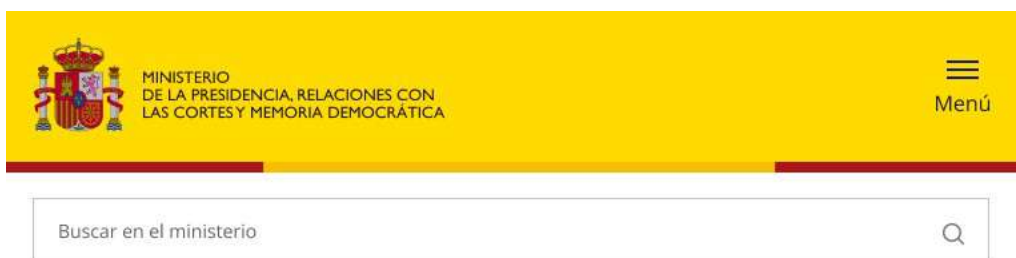 MINISTERIO
DE LA PRESIDENCIA, RELACIONES CON
LAS CORTES Y MEMORIA DEMOCRÁTICA
Menú
Buscar en el ministerio